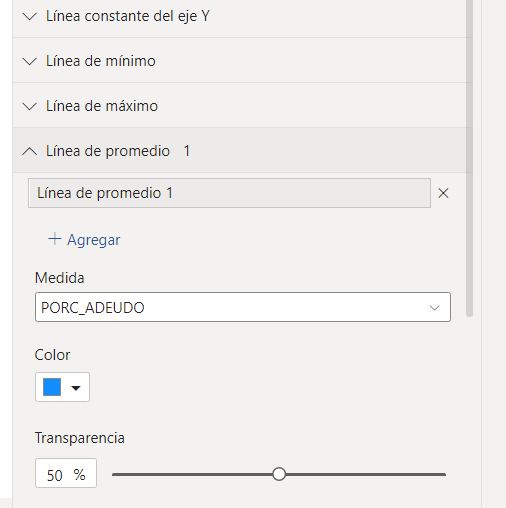 Línea constante del eje Y
Línea de mínimo
Línea de máximo
Línea de promedio 1
Línea de promedio 1
Agregar
Medida
PORC_ADEUDO
Color
Transparencia
50 %